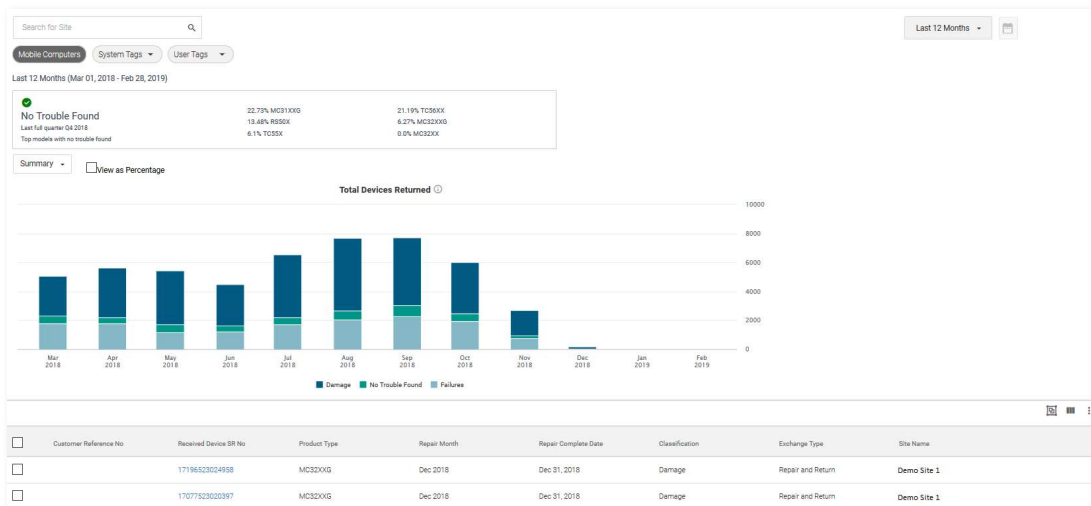 Search for Site
Last 12 Months
Mobile Computers System Tags User Tags
Last 12 Months (Mar 01, 2018 - Feb 28, 2019)
No Trouble Found
Last full quarter Q4 2018
Top models with no trouble found
22.73% MC31XXG 21.19% TC56XX
13.48% RS50X 6.27% MC32XXG
6.1% TC55X 0.0% MC32XX
Summary View as Percentage
Total Devices Returned
10000
8000
6000
4000
2000
0
Mar Apr May Jun Jul Aug Sep Oct Nov Dec Jan Feb
2018 2018 2018 2018 2018 2018 2018 2018 2018 2018 2019 2019
Damage No Trouble Found Failures
Customer Reference No Received Device SR No Product Type Repair Month Repair Complete Date Classification Exchange Type Site Name
17196523024958 MC32XXG Dec 2018 Dec 31, 2018 Damage Repair and Return Demo Site 1
17077523020397 MC32XXG Dec 2018 Dec 31, 2018 Damage Repair and Return Demo Site 1